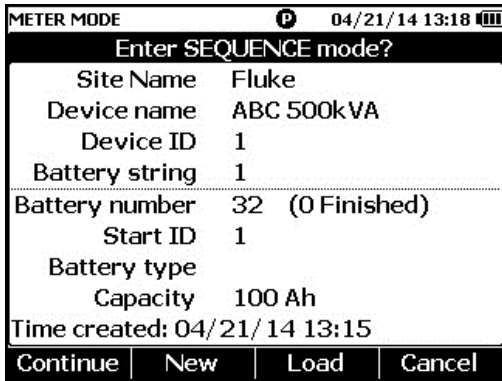 METER MODE P 04/21/14 13:18
Enter SEQUENCE mode?
Site Name Fluke
Device name ABC 500kVA
Device ID 1
Battery string 1
Battery number 32 (0 Finished)
Start ID 1
Battery type
Capacity 100 Ah
Time created: 04/21/14 13:15
Continue New Load Cancel